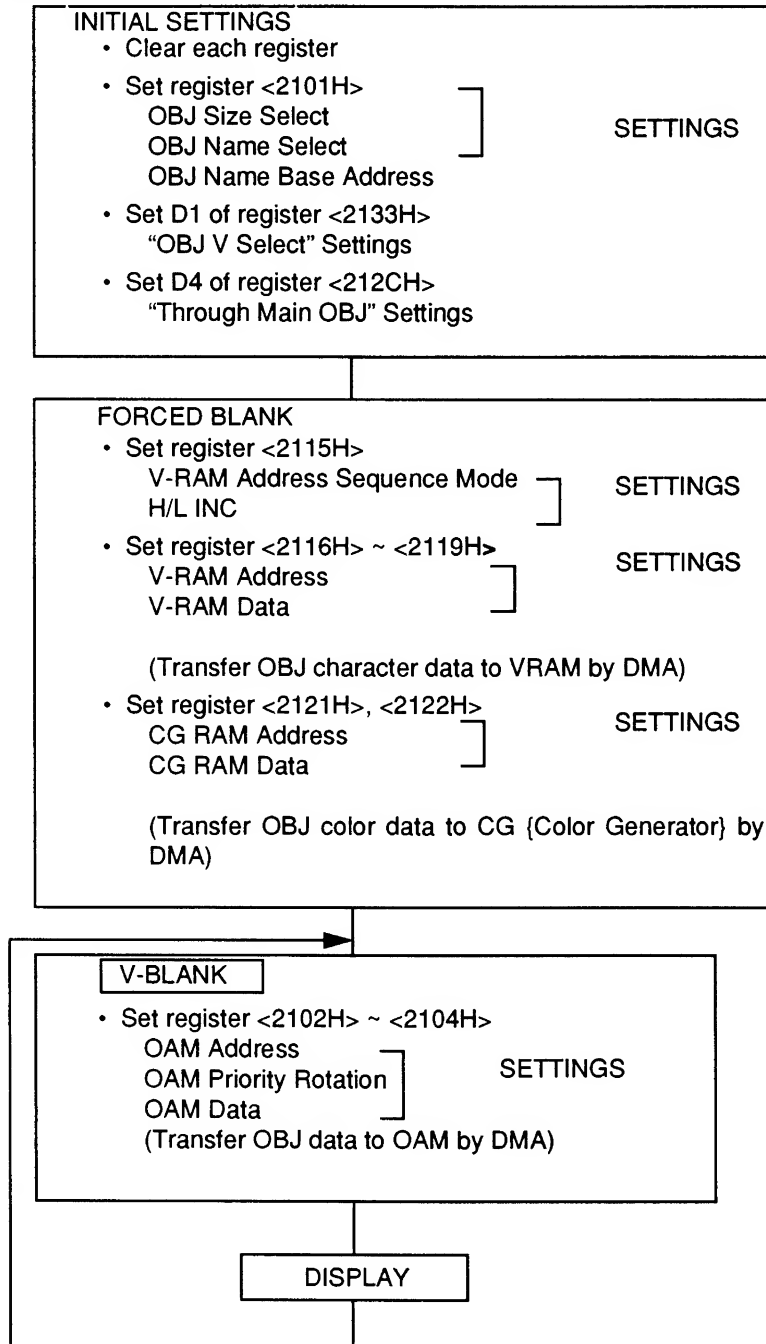 INITIAL SETTINGS
• Clear each register
• Set register <2101H>
OBJ Size Select
OBJ Name Select
SETTINGS
OBJ Name Base Address
• Set D1 of register <2133H>
“OBJ V Select” Settings
• Set D4 of register <212CH>
“Through Main OBJ” Settings
FORCED BLANK
• Set register <2115H>
V-RAM Address Sequence Mode
H/L INC
SETTINGS
• Set register <2116H> ~ <2119H>
V-RAM Address
V-RAM Data
SETTINGS
(Transfer OBJ character data to VRAM by DMA)
• Set register <2121H>, <2122H>
CG RAM Address
CG RAM Data
SETTINGS
(Transfer OBJ color data to CG {Color Generator} by
DMA)
V-BLANK
• Set register <2102H> ~ <2104H>
OAM Address
OAM Priority Rotation
OAM Data
SETTINGS
(Transfer OBJ data to OAM by DMA)
DISPLAY